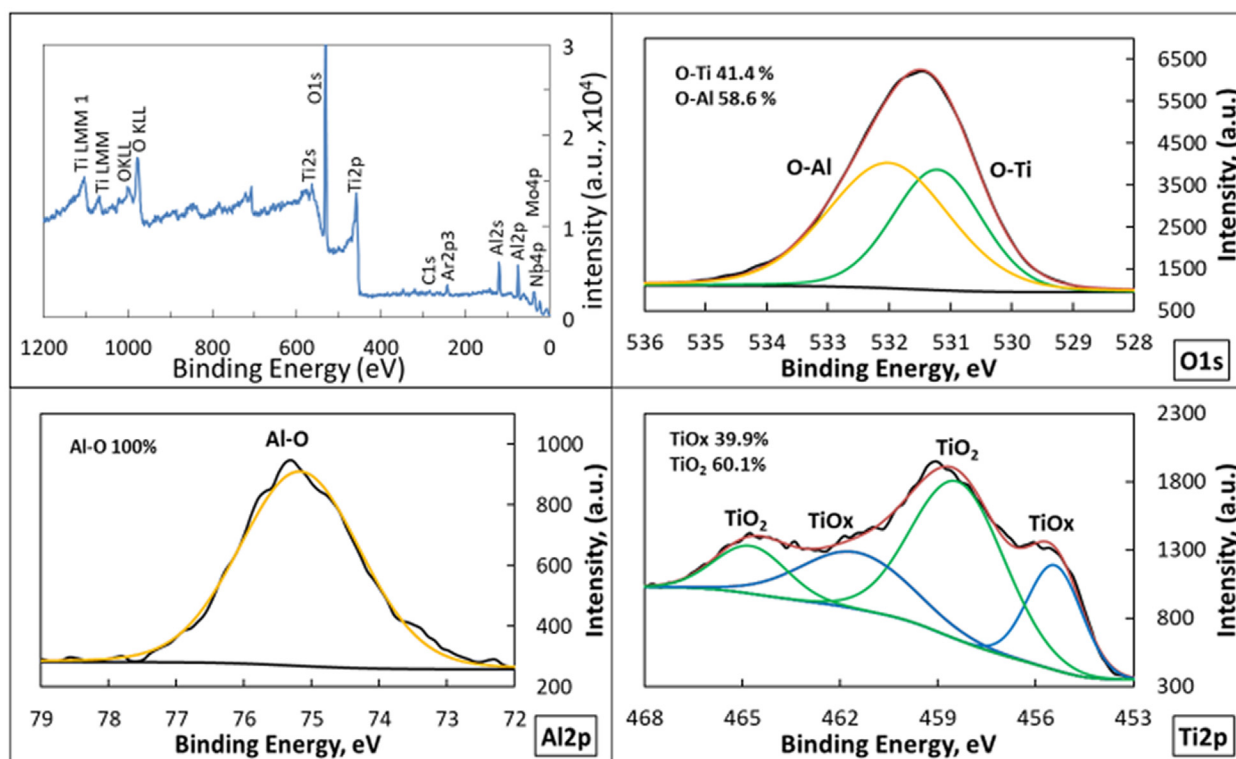 Ti LMM 1
Ti LMM
OKLL
O KLL
Ti2s
O1s
Ti2p
C1s
Ar2p3
Al2s
Al2p
Nb4p
Mo4p
3
2
1
0
intensity (a.u., x10⁴)
1200 1000 800 600 400 200 0
Binding Energy (eV)
O-Ti 41.4 %
O-Al 58.6 %
O-Al
O-Ti
6500
5500
4500
3500
2500
1500
500
Intensity, (a.u.)
536 535 534 533 532 531 530 529 528
Binding Energy, eV
O1s
Al-O 100%
Al-O
1000
800
600
400
200
Intensity, (a.u.)
79 78 77 76 75 74 73 72
Binding Energy, eV
Al2p
TiOx 39.9%
TiO₂ 60.1%
TiO₂
TiOx
TiO₂
TiOx
2300
1800
1300
800
300
Intensity, (a.u.)
468 465 462 459 456 453
Binding Energy, eV
Ti2p